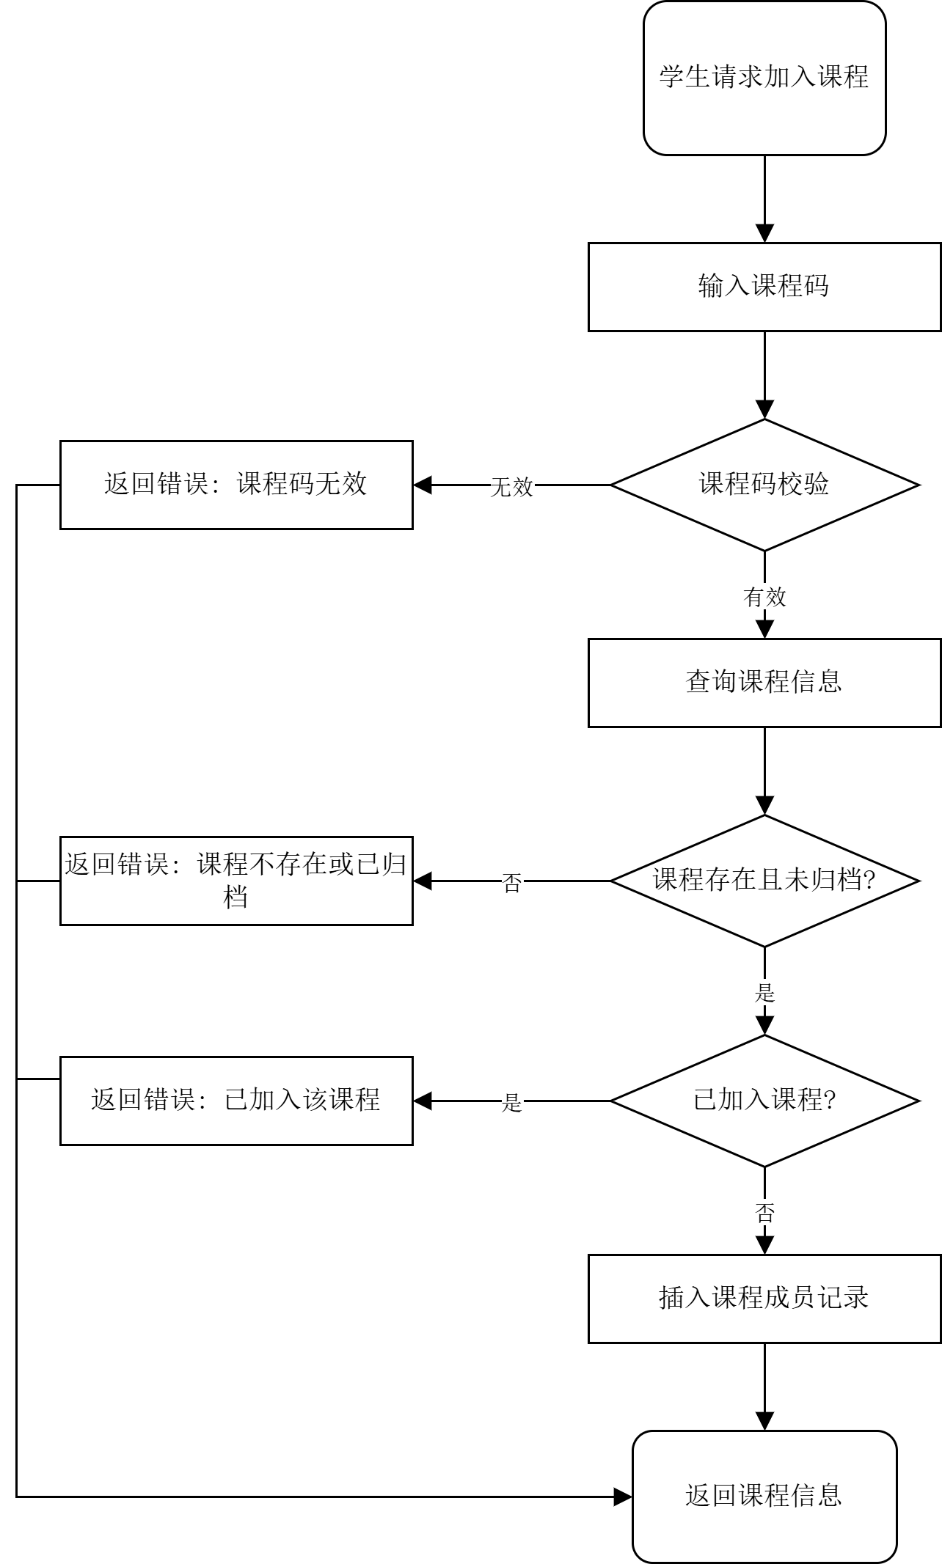 学生请求加入课程
输入课程码
课程码校验
无效
返回错误：课程码无效
有效
查询课程信息
课程存在且未归档?
否
返回错误：课程不存在或已归
档
是
已加入课程?
是
返回错误：已加入该课程
否
插入课程成员记录
返回课程信息